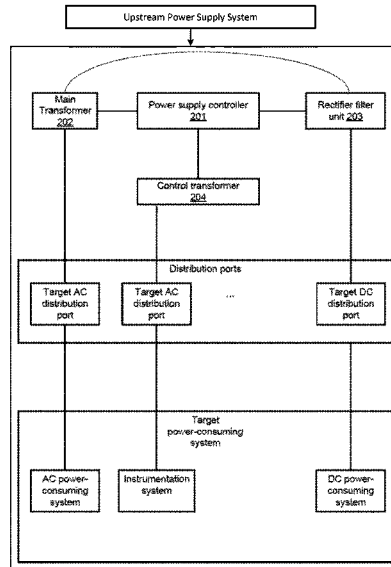 Upstream Power Supply System
Main
Transformer
202
Power supply controller
201
Rectifier filter
unit 203
Control transformer
204
Distribution ports
Target AC
distribution
port
Target AC
distribution
port
...
Target DC
distribution
port
Target
power-consuming
system
AC power-
consuming system
Instrumentation
system
DC power-
consuming system